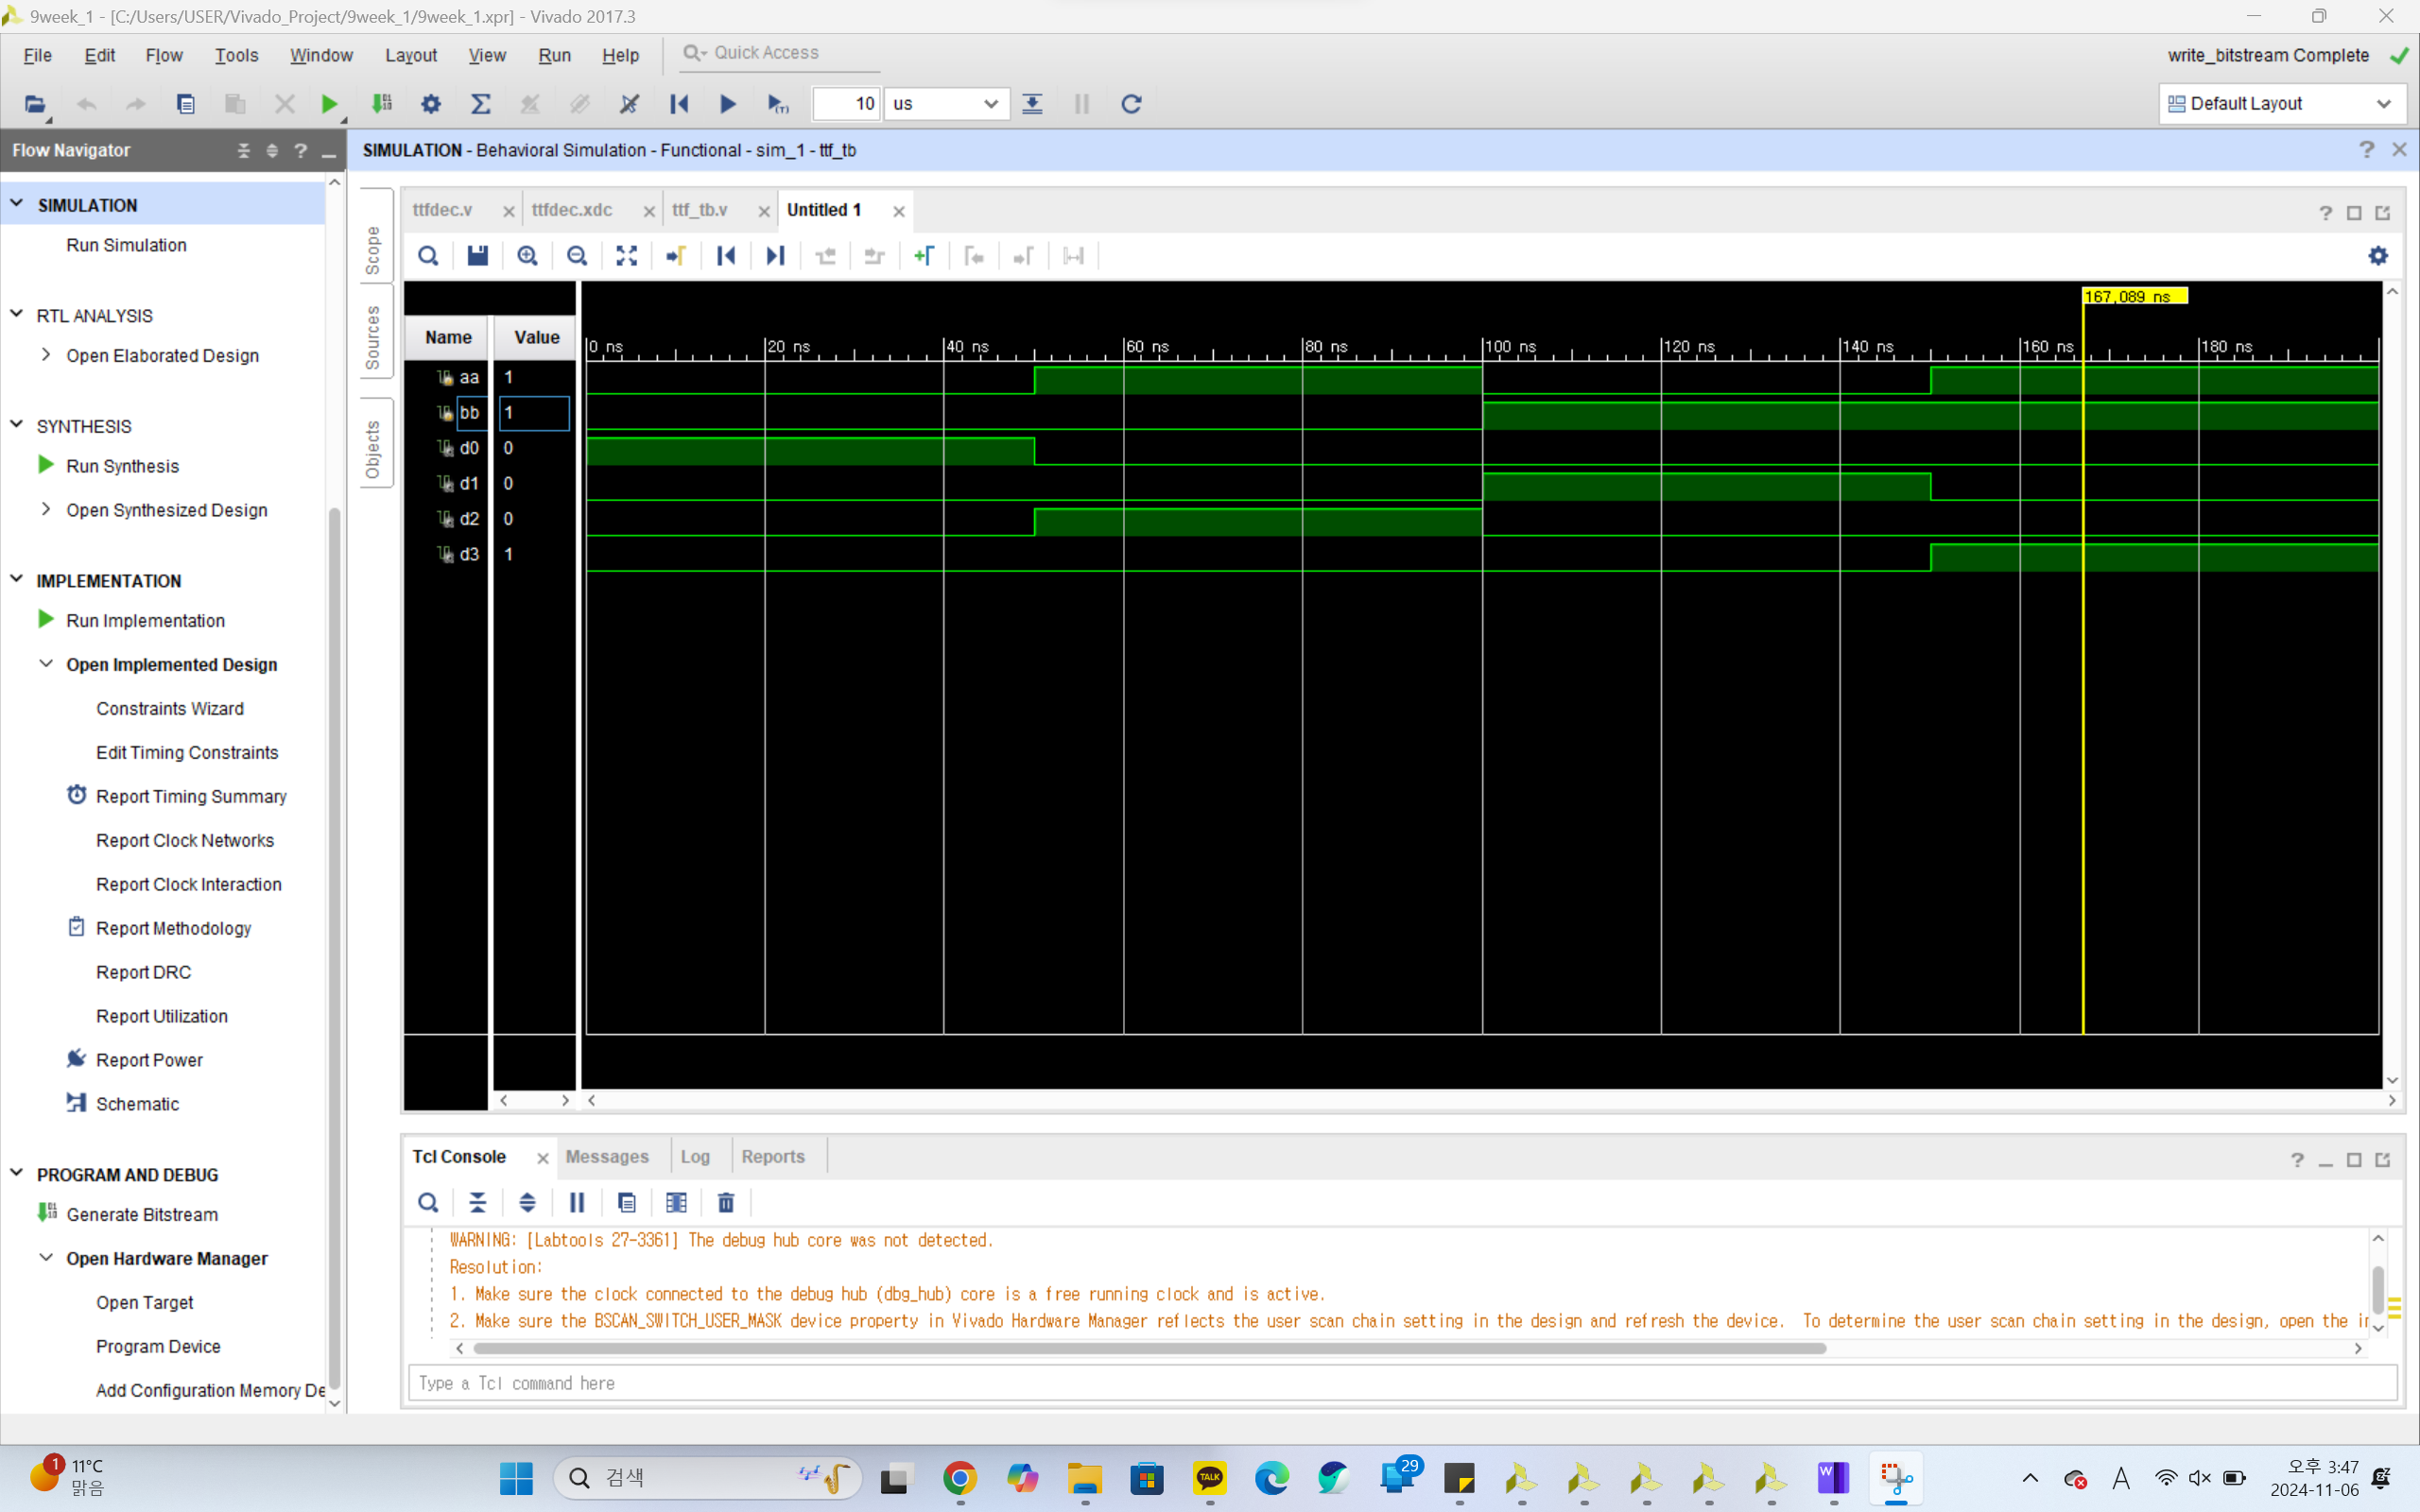 9week_1 - [C:/Users/USER/Vivado_Project/9week_1/9week_1.xpr] - Vivado 2017.3
File Edit Flow Tools Window Layout View Run Help Quick Access
write_bitstream Complete
10 us
Default Layout
Flow Navigator
SIMULATION - Behavioral Simulation - Functional - sim_1 - ttf_tb
SIMULATION
Run Simulation
RTL ANALYSIS
Open Elaborated Design
SYNTHESIS
Run Synthesis
Open Synthesized Design
IMPLEMENTATION
Run Implementation
Open Implemented Design
Constraints Wizard
Edit Timing Constraints
Report Timing Summary
Report Clock Networks
Report Clock Interaction
Report Methodology
Report DRC
Report Utilization
Report Power
Schematic
PROGRAM AND DEBUG
Generate Bitstream
Open Hardware Manager
Open Target
Program Device
Add Configuration Memory De
Scope
Sources
Objects
ttfdec.v ttfdec.xdc ttf_tb.v Untitled 1
167,089 ns
Name Value
0 ns 20 ns 40 ns 60 ns 80 ns 100 ns 120 ns 140 ns 160 ns 180 ns
aa 1
bb 1
d0 0
d1 0
d2 0
d3 1
Tcl Console Messages Log Reports
WARNING: [Labtools 27-3361] The debug hub core was not detected.
Resolution:
1. Make sure the clock connected to the debug hub (dbg_hub) core is a free running clock and is active.
2. Make sure the BSCAN_SWITCH_USER_MASK device property in Vivado Hardware Manager reflects the user scan chain setting in the design and refresh the device. To determine the user scan chain setting in the design, open the in
Type a Tcl command here
1
11°C
맑음
검색
TALK
29
W
A
오후 3:47
2024-11-06